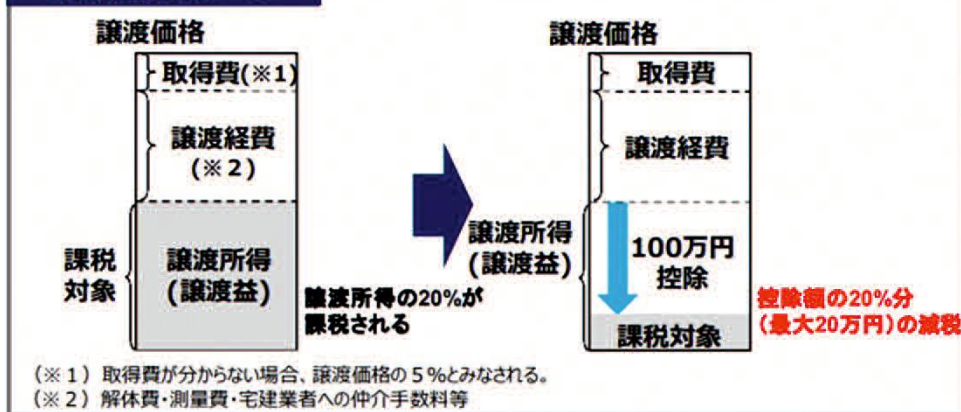 譲渡価格
取得費(※1)
譲渡経費
(※2)
課税
対象
譲渡所得
(譲渡益)
譲渡所得の20%が
課税される
譲渡価格
取得費
譲渡経費
譲渡所得
(譲渡益)
100万円
控除
課税対象
控除額の20%分
(最大20万円)の減税
(※1) 取得費が分からない場合、譲渡価格の5%とみなされる。
(※2) 解体費・測量費・宅建業者への仲介手数料等